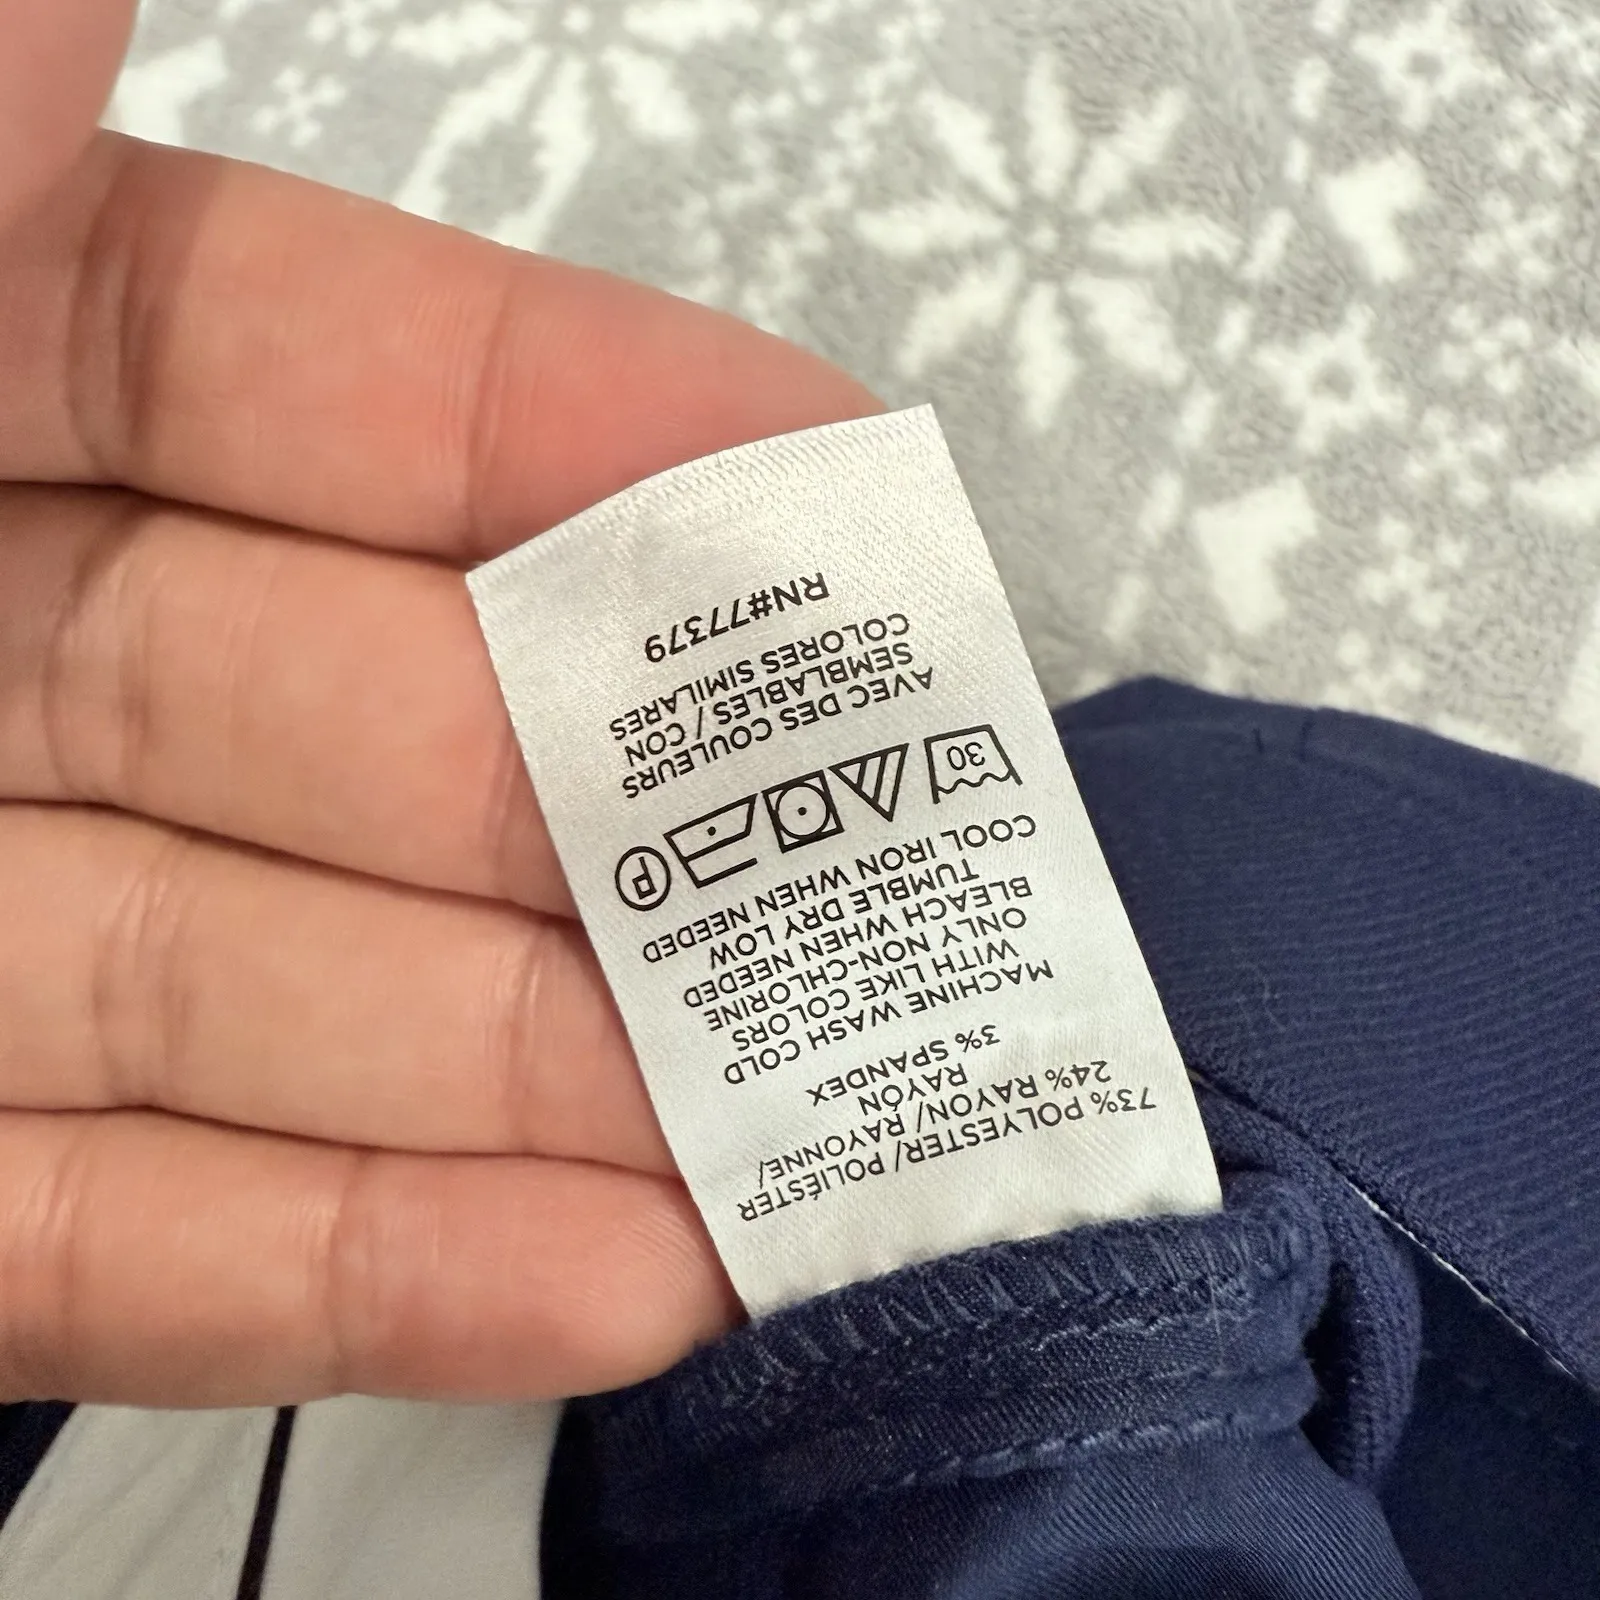 73% POLYESTER/POLIÉSTER
24% RAYON/ RAYONNE/
RAYÓN
3% SPANDEX
MACHINE WASH COLD
WITH LIKE COLORS
ONLY NON-CHLORINE
BLEACH WHEN NEEDED
TUMBLE DRY LOW
COOL IRON WHEN NEEDED
30 P
AVEC DES COULEURS
SEMBLABLES / CON
COLORES SIMILARES
RN#77379